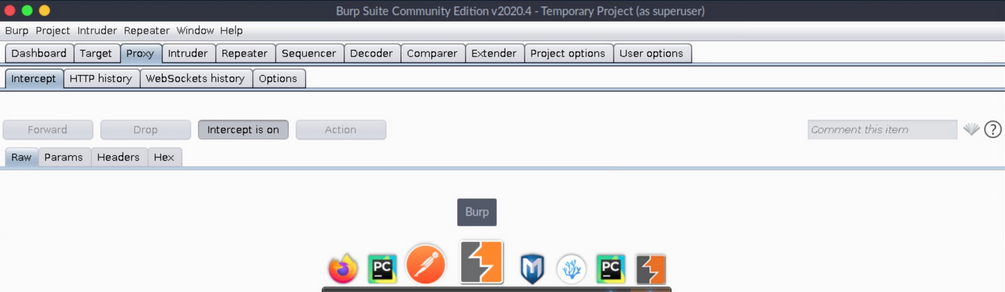 Burp Suite Community Edition v2020.4 - Temporary Project (as superuser)
Burp Project Intruder Repeater Window Help
Dashboard Target Proxy Intruder Repeater Sequencer Decoder Comparer Extender Project options User options
Intercept HTTP history WebSockets history Options
Forward Drop Intercept is on Action Comment this item ?
Raw Params Headers Hex
Burp
PC PC